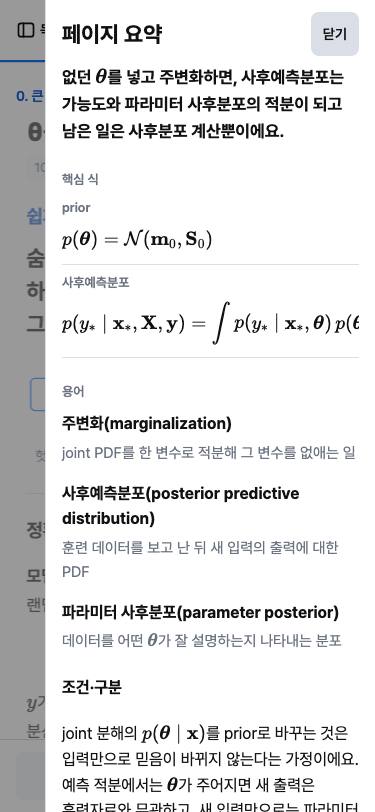 페이지 요약
닫기
없던 θ를 넣고 주변화하면, 사후예측분포는
가능도와 파라미터 사후분포의 적분이 되고
남은 일은 사후분포 계산뿐이에요.
핵심 식
prior
p(θ) = 𝒩(m₀, S₀)
사후예측분포
p(y* | x*, X, y) = ∫ p(y* | x*, θ) p(θ
용어
주변화(marginalization)
joint PDF를 한 변수로 적분해 그 변수를 없애는 일
사후예측분포(posterior predictive
distribution)
훈련 데이터를 보고 난 뒤 새 입력의 출력에 대한
PDF
파라미터 사후분포(parameter posterior)
데이터를 어떤 θ가 잘 설명하는지 나타내는 분포
조건·구분
joint 분해의 p(θ | x)를 prior로 바꾸는 것은
입력만으로 믿음이 바뀌지 않는다는 가정이에요.
예측 적분에서는 θ가 주어지면 새 출력은
훈련자료와 무관하고, 새 입력만으로는 파라미터
0. 큰